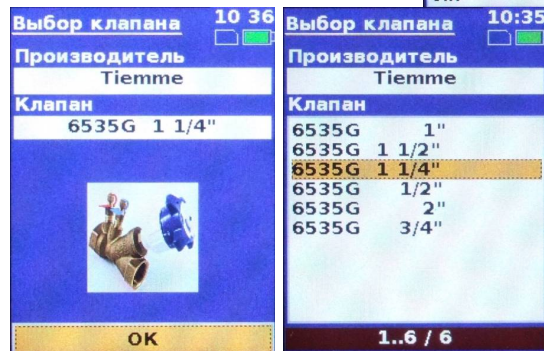 Выбор клапана 10 36
Производитель
Tiemme
Клапан
6535G 1 1/4"
OK
Выбор клапана 10:35
Производитель
Tiemme
Клапан
6535G 1"
6535G 1 1/2"
6535G 1 1/4"
6535G 1/2"
6535G 2"
6535G 3/4"
1..6 / 6